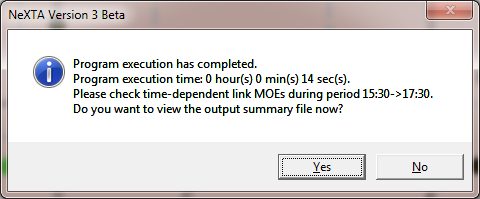 NeXTA Version 3 Beta
Program execution has completed.
Program execution time: 0 hour(s) 0 min(s) 14 sec(s).
Please check time-dependent link MOEs during period 15:30->17:30.
Do you want to view the output summary file now?
Yes
No